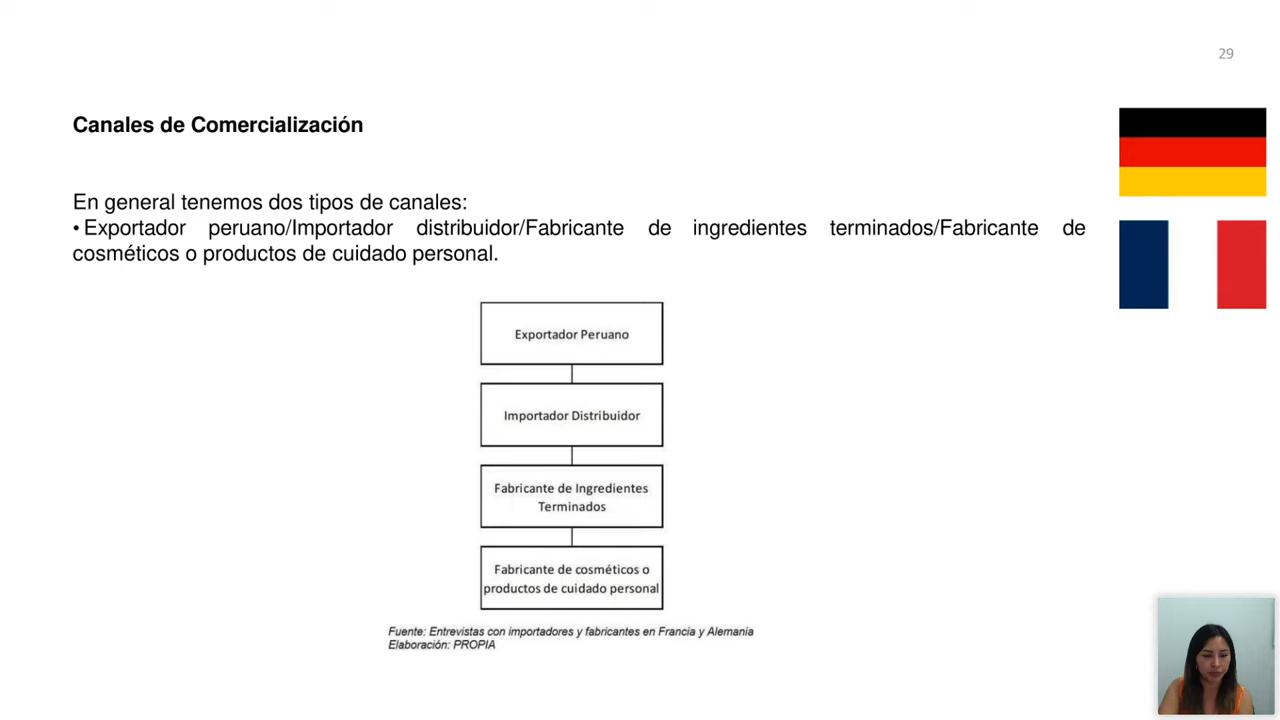 29
Canales de Comercialización
En general tenemos dos tipos de canales:
• Exportador peruano/Importador distribuidor/Fabricante de ingredientes terminados/Fabricante de
cosméticos o productos de cuidado personal.
Exportador Peruano
Importador Distribuidor
Fabricante de Ingredientes
Terminados
Fabricante de cosméticos o
productos de cuidado personal
Fuente: Entrevistas con importadores y fabricantes en Francia y Alemania
Elaboración: PROPIA